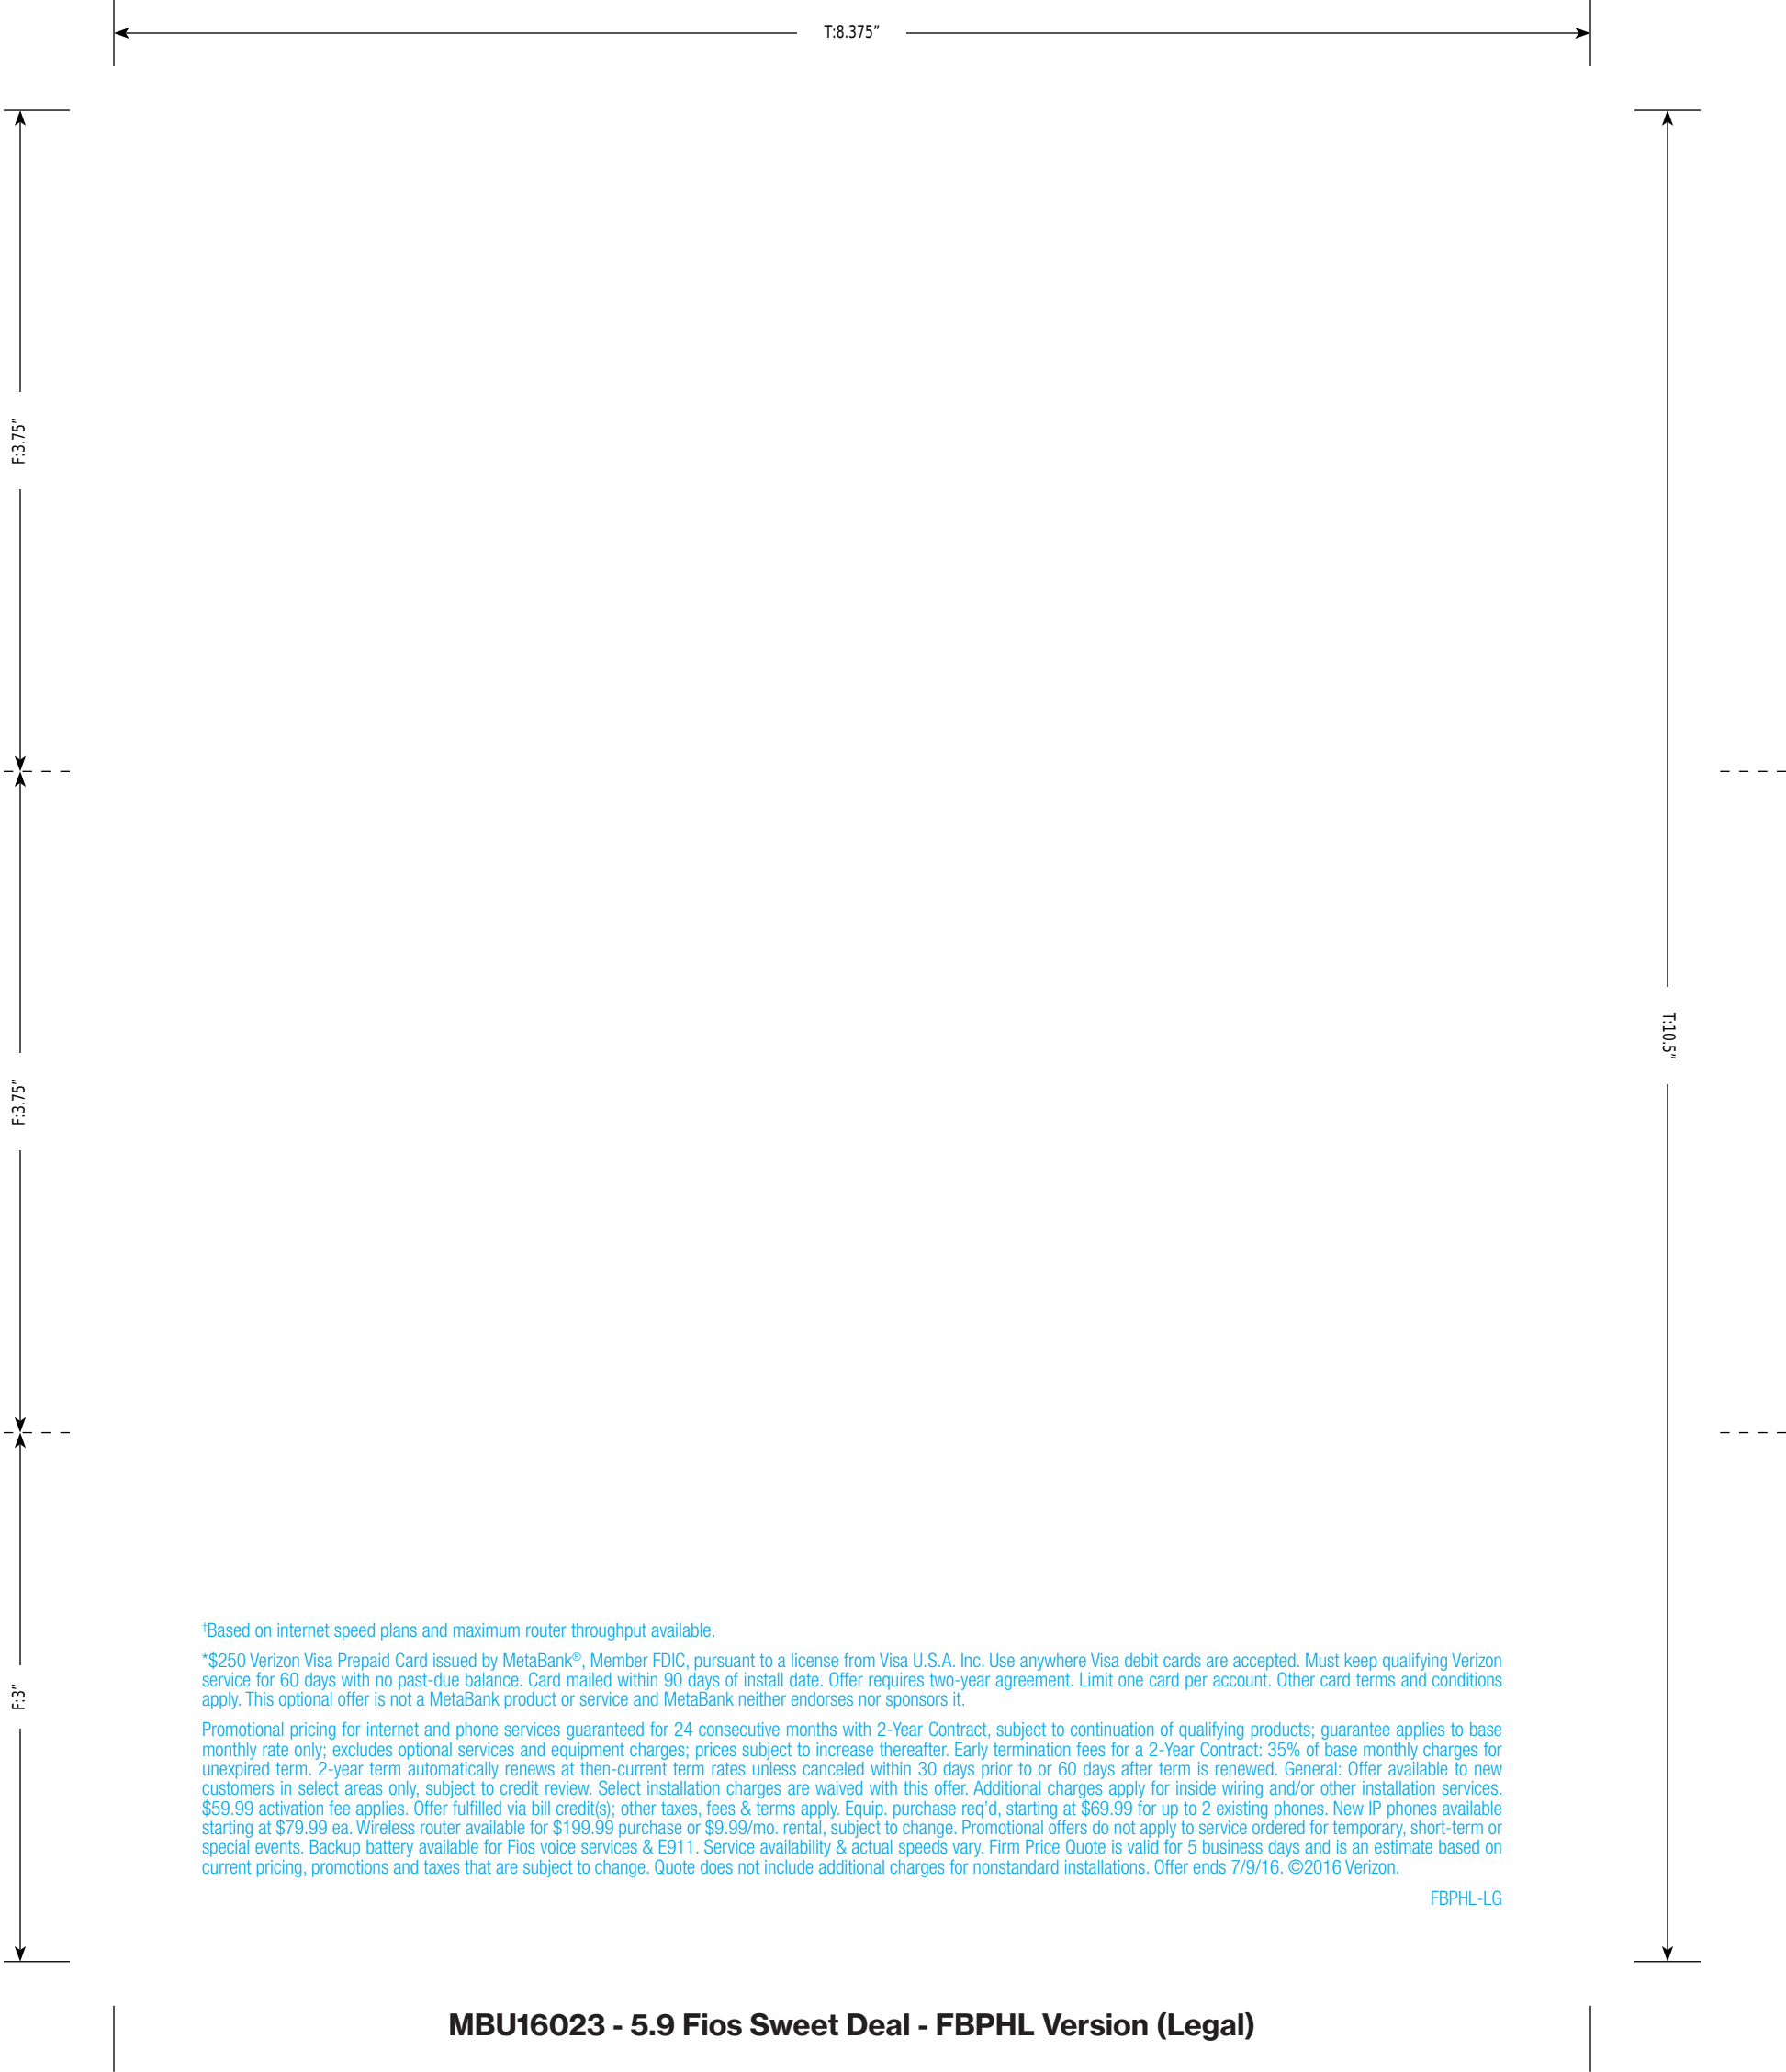 T:8.375”
F:3.75”
F:3.75”
T:10.5”
F:3”
†Based on internet speed plans and maximum router throughput available.
*$250 Verizon Visa Prepaid Card issued by MetaBank®, Member FDIC, pursuant to a license from Visa U.S.A. Inc. Use anywhere Visa debit cards are accepted. Must keep qualifying Verizon
service for 60 days with no past-due balance. Card mailed within 90 days of install date. Offer requires two-year agreement. Limit one card per account. Other card terms and conditions
apply. This optional offer is not a MetaBank product or service and MetaBank neither endorses nor sponsors it.
Promotional pricing for internet and phone services guaranteed for 24 consecutive months with 2-Year Contract, subject to continuation of qualifying products; guarantee applies to base
monthly rate only; excludes optional services and equipment charges; prices subject to increase thereafter. Early termination fees for a 2-Year Contract: 35% of base monthly charges for
unexpired term. 2-year term automatically renews at then-current term rates unless canceled within 30 days prior to or 60 days after term is renewed. General: Offer available to new
customers in select areas only, subject to credit review. Select installation charges are waived with this offer. Additional charges apply for inside wiring and/or other installation services.
$59.99 activation fee applies. Offer fulfilled via bill credit(s); other taxes, fees & terms apply. Equip. purchase req’d, starting at $69.99 for up to 2 existing phones. New IP phones available
starting at $79.99 ea. Wireless router available for $199.99 purchase or $9.99/mo. rental, subject to change. Promotional offers do not apply to service ordered for temporary, short-term or
special events. Backup battery available for Fios voice services & E911. Service availability & actual speeds vary. Firm Price Quote is valid for 5 business days and is an estimate based on
current pricing, promotions and taxes that are subject to change. Quote does not include additional charges for nonstandard installations. Offer ends 7/9/16. ©2016 Verizon.
FBPHL-LG
MBU16023 - 5.9 Fios Sweet Deal - FBPHL Version (Legal)